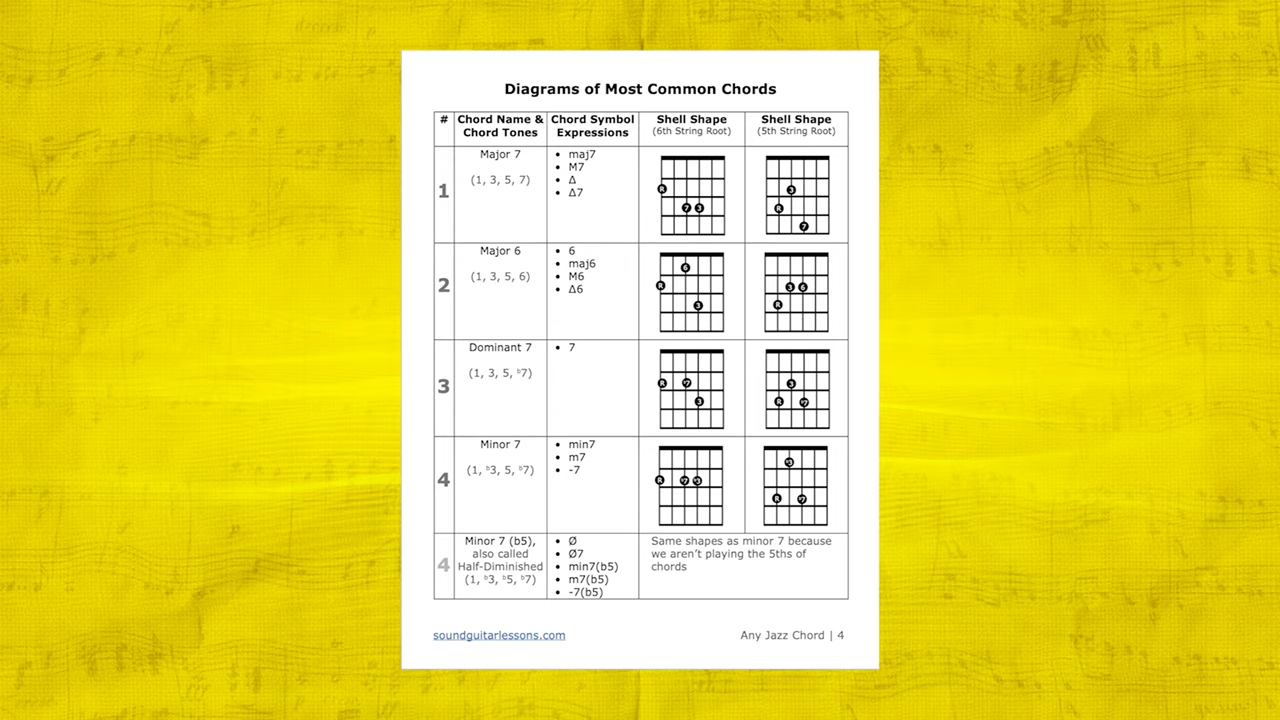 Diagrams of Most Common Chords
# Chord Name & Chord Tones Chord Symbol Expressions Shell Shape (6th String Root) Shell Shape (5th String Root)
1
Major 7
(1, 3, 5, 7)
• maj7
• M7
• Δ
• Δ7
R 7 3
3 R 7
2
Major 6
(1, 3, 5, 6)
• 6
• maj6
• M6
• Δ6
6 R 3
3 6 R
3
Dominant 7
(1, 3, 5, ♭7)
• 7
R ♭7 3
3 R ♭7
4
Minor 7
(1, ♭3, 5, ♭7)
• min7
• m7
• -7
R ♭7 ♭3
♭3 R ♭7
4
Minor 7 (b5),
also called
Half-Diminished
(1, ♭3, ♭5, ♭7)
• Ø
• Ø7
• min7(b5)
• m7(b5)
• -7(b5)
Same shapes as minor 7 because
we aren't playing the 5ths of
chords
soundguitarlessons.com
Any Jazz Chord | 4